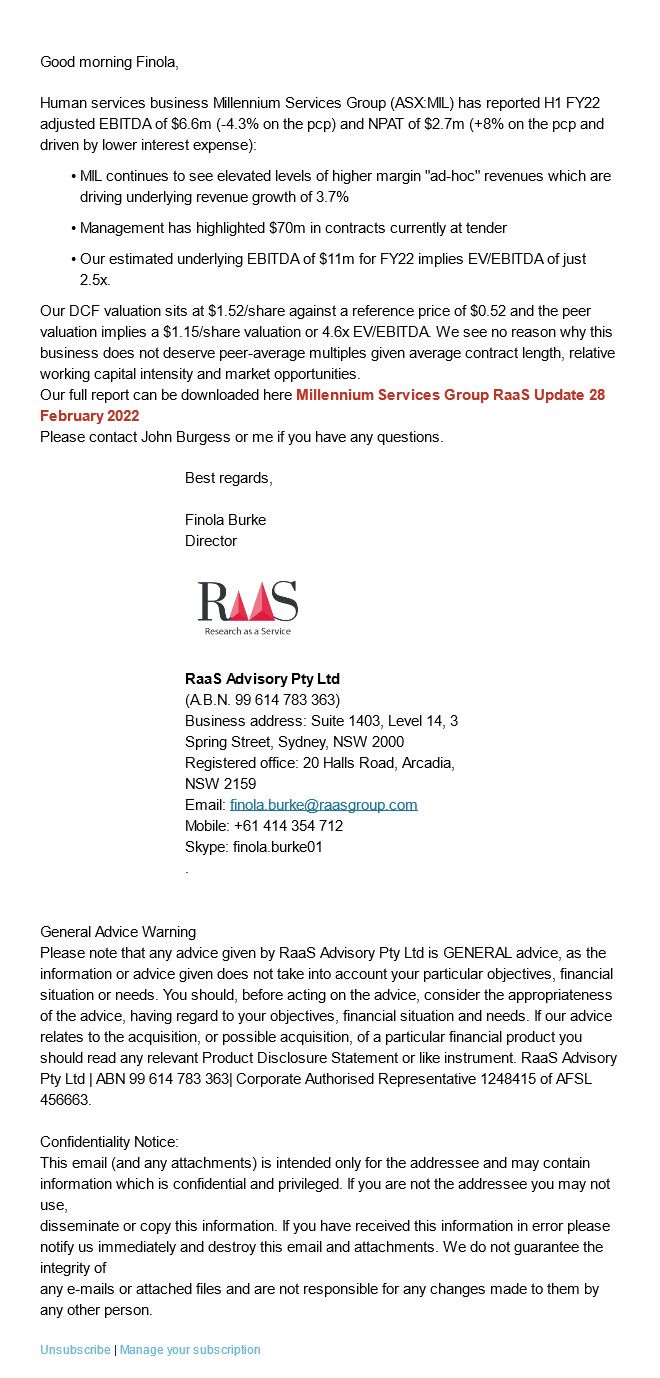 Good morning Finola,
Human services business Millennium Services Group (ASX:MIL) has reported H1 FY22
adjusted EBITDA of $6.6m (-4.3% on the pcp) and NPAT of $2.7m (+8% on the pcp and
driven by lower interest expense):
• MIL continues to see elevated levels of higher margin "ad-hoc" revenues which are
driving underlying revenue growth of 3.7%
• Management has highlighted $70m in contracts currently at tender
• Our estimated underlying EBITDA of $11m for FY22 implies EV/EBITDA of just
2.5x.
Our DCF valuation sits at $1.52/share against a reference price of $0.52 and the peer
valuation implies a $1.15/share valuation or 4.6x EV/EBITDA. We see no reason why this
business does not deserve peer-average multiples given average contract length, relative
working capital intensity and market opportunities.
Our full report can be downloaded here Millennium Services Group RaaS Update 28
February 2022
Please contact John Burgess or me if you have any questions.
Best regards,
Finola Burke
Director
RAAS
Research as a Service
RaaS Advisory Pty Ltd
(A.B.N. 99 614 783 363)
Business address: Suite 1403, Level 14, 3
Spring Street, Sydney, NSW 2000
Registered office: 20 Halls Road, Arcadia,
NSW 2159
Email: finola.burke@raasgroup.com
Mobile: +61 414 354 712
Skype: finola.burke01
.
General Advice Warning
Please note that any advice given by RaaS Advisory Pty Ltd is GENERAL advice, as the
information or advice given does not take into account your particular objectives, financial
situation or needs. You should, before acting on the advice, consider the appropriateness
of the advice, having regard to your objectives, financial situation and needs. If our advice
relates to the acquisition, or possible acquisition, of a particular financial product you
should read any relevant Product Disclosure Statement or like instrument. RaaS Advisory
Pty Ltd | ABN 99 614 783 363| Corporate Authorised Representative 1248415 of AFSL
456663.
Confidentiality Notice:
This email (and any attachments) is intended only for the addressee and may contain
information which is confidential and privileged. If you are not the addressee you may not
use,
disseminate or copy this information. If you have received this information in error please
notify us immediately and destroy this email and attachments. We do not guarantee the
integrity of
any e-mails or attached files and are not responsible for any changes made to them by
any other person.
Unsubscribe | Manage your subscription